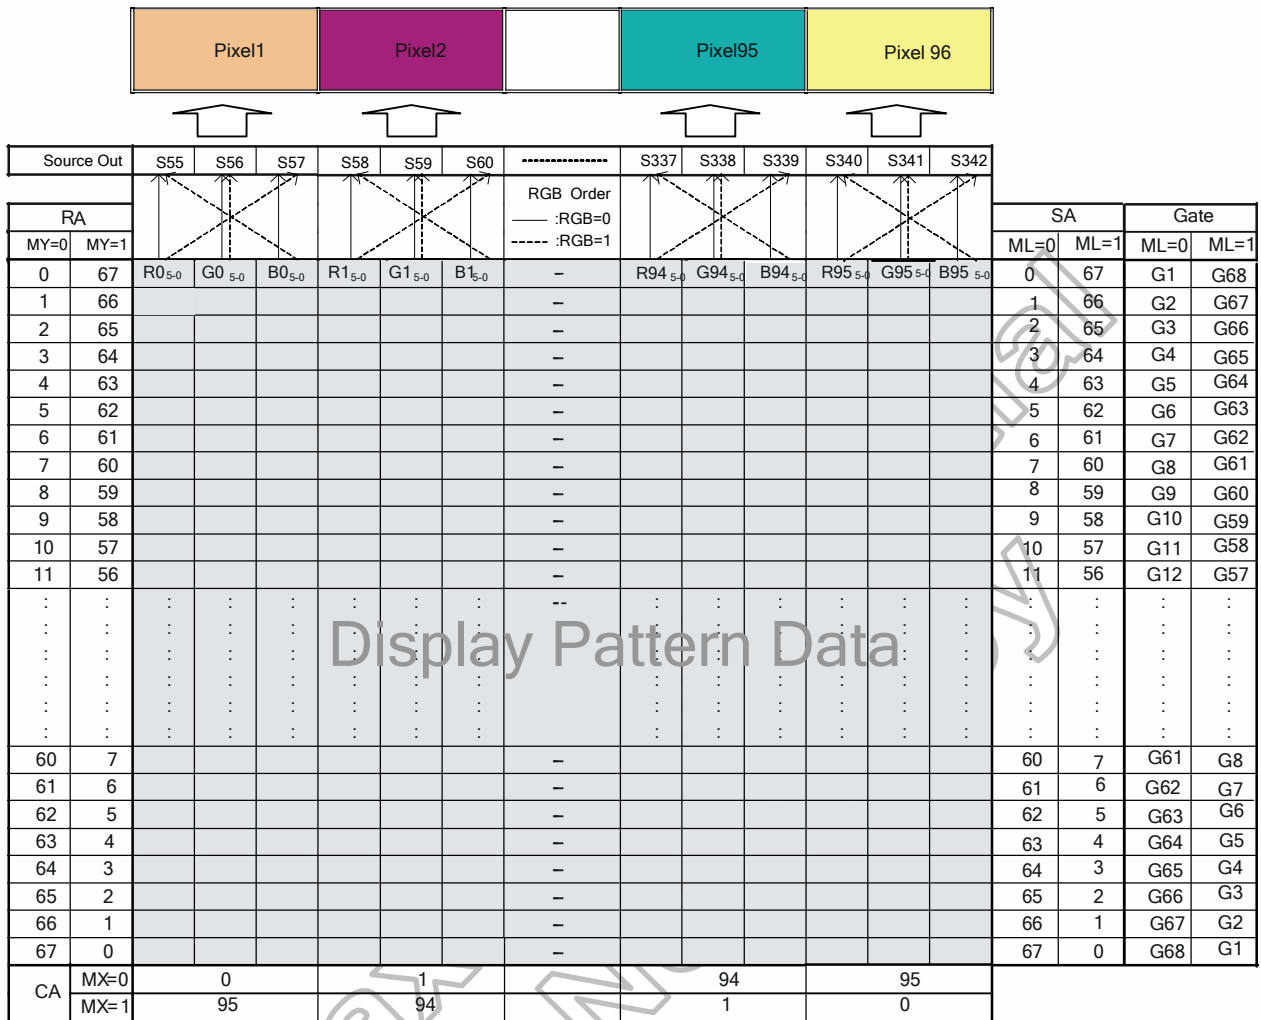 Pixel1 Pixel2 Pixel95 Pixel 96
Source Out S55 S56 S57 S58 S59 S60 --------------- S337 S338 S339 S340 S341 S342
RGB Order
:RGB=0
:RGB=1
RA SA Gate
MY=0 MY=1 ML=0 ML=1 ML=0 ML=1
0 67 R0 5-0 G0 5-0 B0 5-0 R1 5-0 G1 5-0 B1 5-0 -- R94 5-0 G94 5-0 B94 5-0 R95 5-0 G95 5-0 B95 5-0 0 67 G1 G68
1 66 -- 1 66 G2 G67
2 65 -- 2 65 G3 G66
3 64 -- 3 64 G4 G65
4 63 -- 4 63 G5 G64
5 62 -- 5 62 G6 G63
6 61 -- 6 61 G7 G62
7 60 -- 7 60 G8 G61
8 59 -- 8 59 G9 G60
9 58 -- 9 58 G10 G59
10 57 -- 10 57 G11 G58
11 56 -- 11 56 G12 G57
: : : : : : : : -- : : : : : : : : : :
: : : : : : : : : : : : : : : : : :
Display Pattern Data
: : : : : : : : : : : : : : : : : :
: : : : : : : : : : : : : : : : : :
: : : : : : : : : : : : : : : : : :
: : : : : : : : : : : : : : : : : :
60 7 -- 60 7 G61 G8
61 6 -- 61 6 G62 G7
62 5 -- 62 5 G63 G6
63 4 -- 63 4 G64 G5
64 3 -- 64 3 G65 G4
65 2 -- 65 2 G66 G3
66 1 -- 66 1 G67 G2
67 0 -- 67 0 G68 G1
CA MX=0 0 1 94 95
MX=1 95 94 1 0